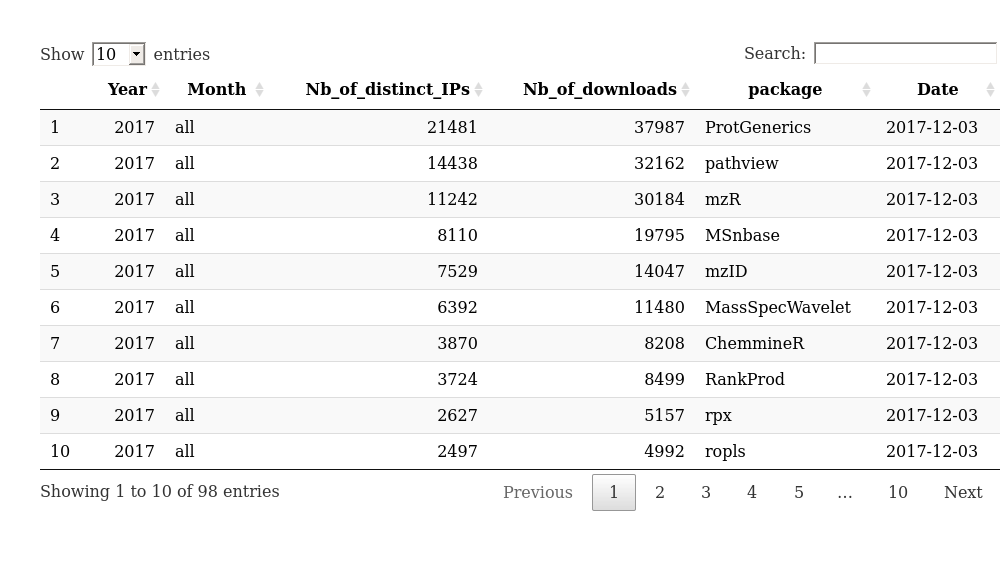 Show 10 entries Search:
Year Month Nb_of_distinct_IPs Nb_of_downloads package Date
1 2017 all 21481 37987 ProtGenerics 2017-12-03
2 2017 all 14438 32162 pathview 2017-12-03
3 2017 all 11242 30184 mzR 2017-12-03
4 2017 all 8110 19795 MSnbase 2017-12-03
5 2017 all 7529 14047 mzID 2017-12-03
6 2017 all 6392 11480 MassSpecWavelet 2017-12-03
7 2017 all 3870 8208 ChemmineR 2017-12-03
8 2017 all 3724 8499 RankProd 2017-12-03
9 2017 all 2627 5157 rpx 2017-12-03
10 2017 all 2497 4992 ropls 2017-12-03
Showing 1 to 10 of 98 entries Previous 1 2 3 4 5 … 10 Next